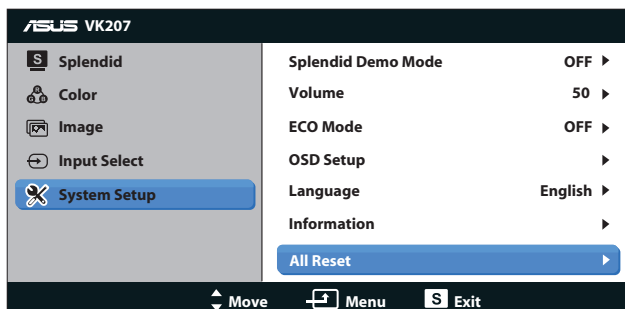 ASUS VK207
S Splendid
Color
Image
Input Select
System Setup
Splendid Demo Mode OFF
Volume 50
ECO Mode OFF
OSD Setup
Language English
Information
All Reset
Move Menu S Exit